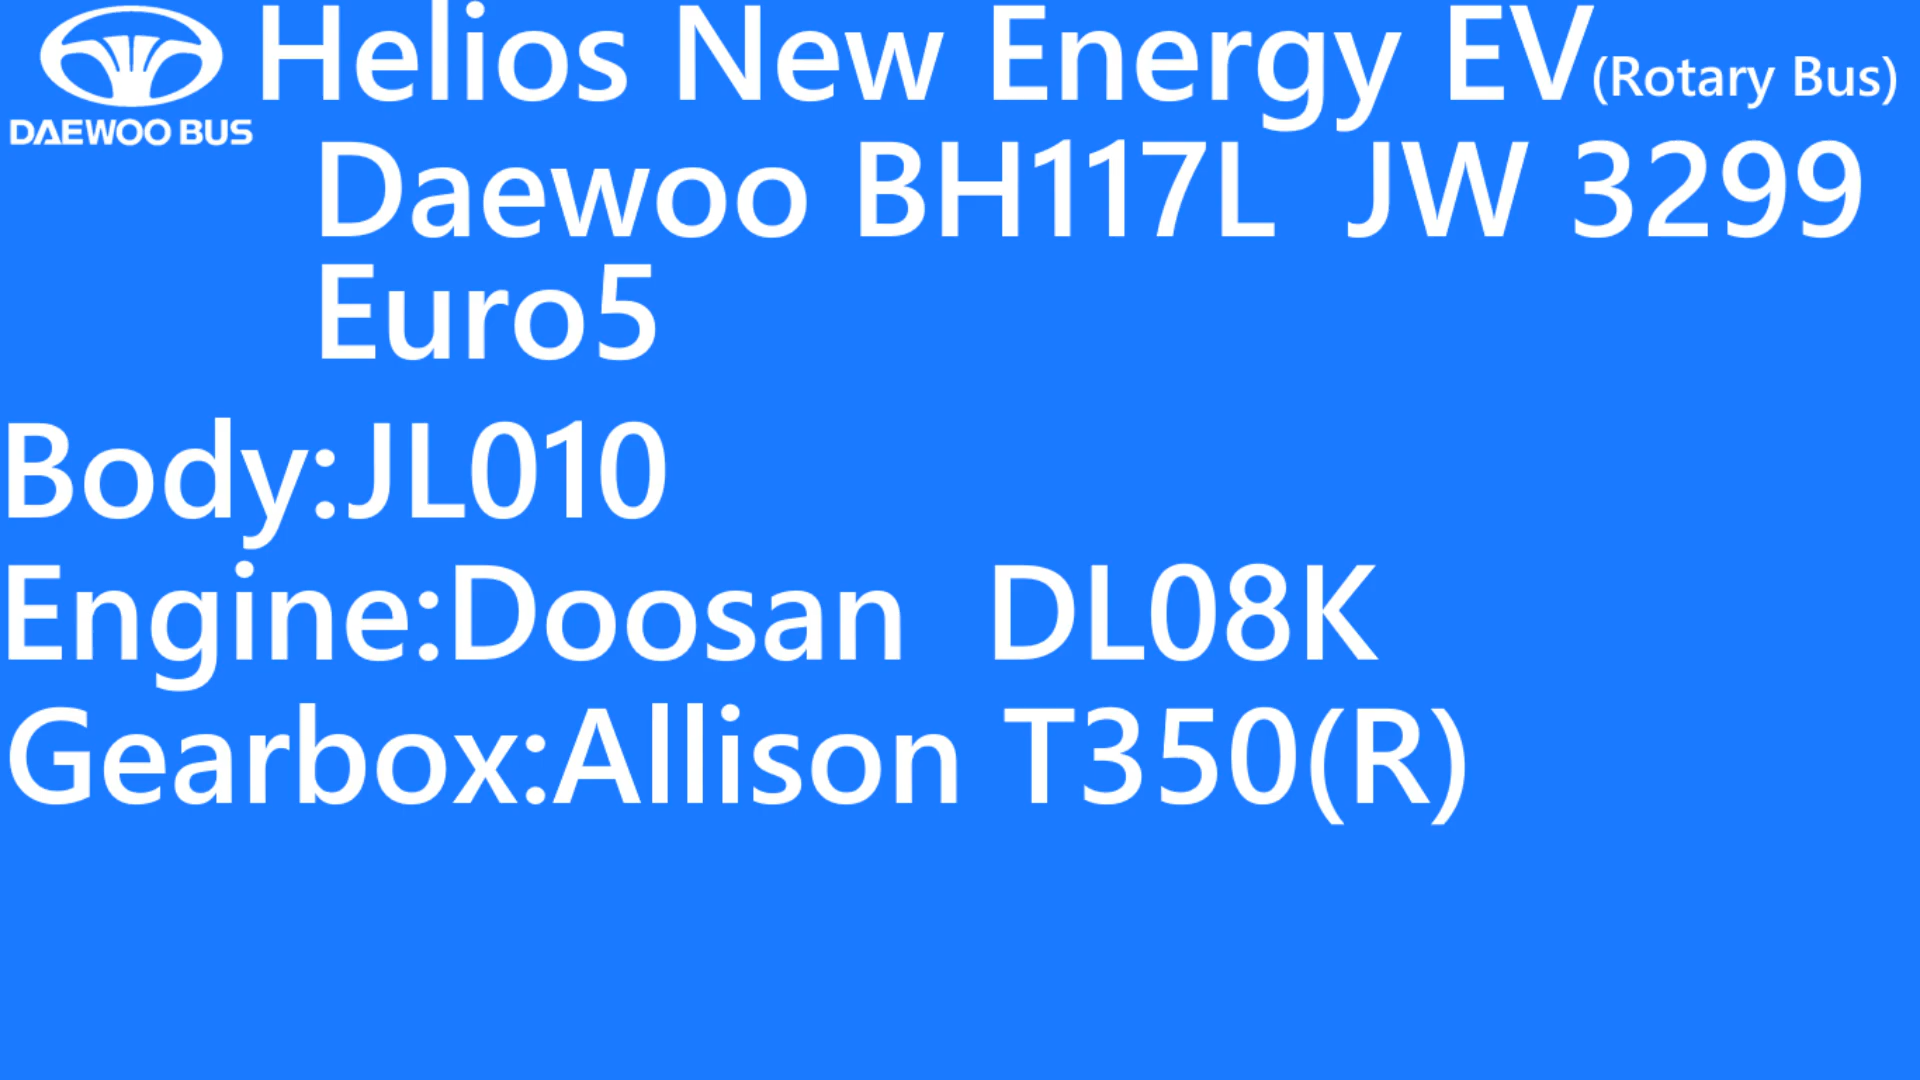 Helios New Energy EV(Rotary Bus)
DAEWOO BUS
Daewoo BH117L JW 3299
Euro5
Body:JL010
Engine:Doosan DL08K
Gearbox:Allison T350(R)